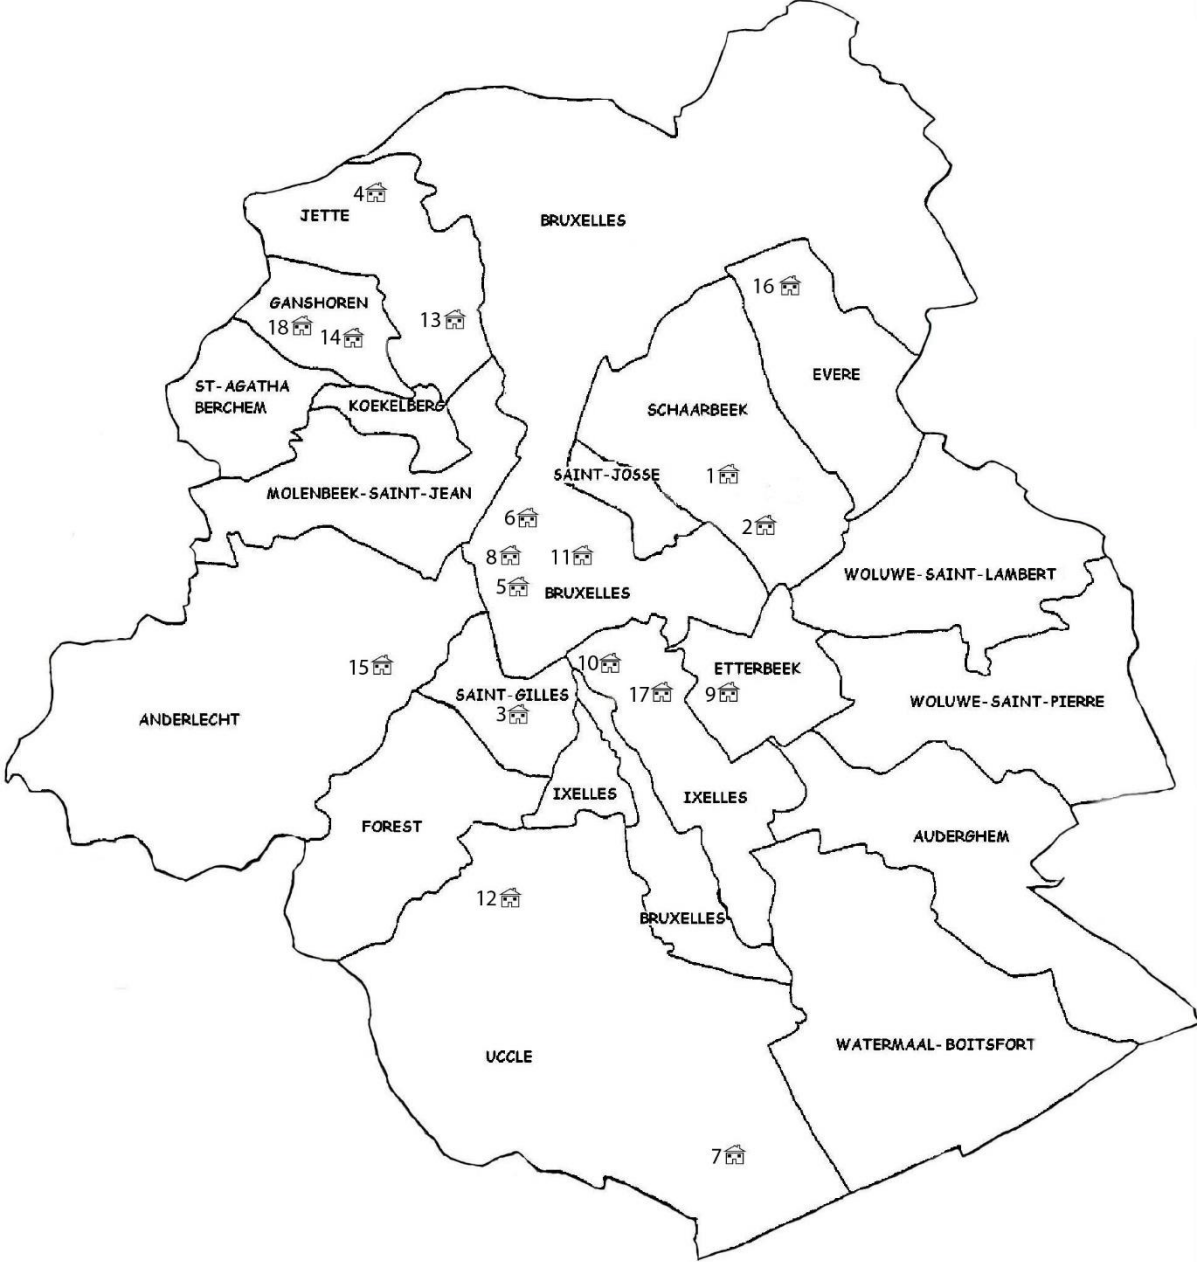 4
JETTE
BRUXELLES
16
GANSHOREN
18
14
13
EVERE
ST-AGATHA
BERCHEM
KOEKELBERG
SCHAARBEEK
SAINT-JOSSE
1
MOLENBEEK-SAINT-JEAN
6
2
8
11
5
BRUXELLES
WOLUWE-SAINT-LAMBERT
15
10
ETTERBEEK
SAINT-GILLES
17
9
3
ANDERLECHT
WOLUWE-SAINT-PIERRE
IXELLES
IXELLES
FOREST
AUDERGHEM
12
BRUXELLES
UCCLE
WATERMAAL-BOITSFORT
7